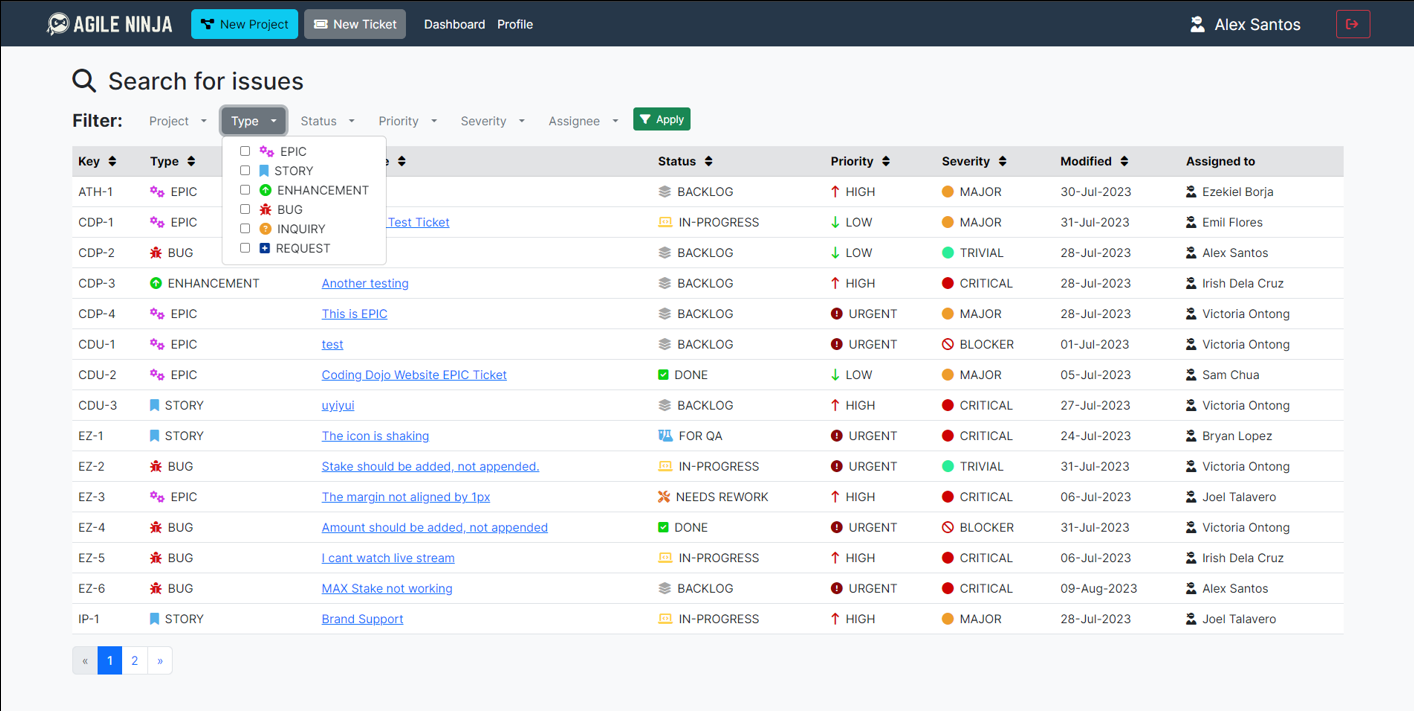 AGILE NINJA New Project New Ticket Dashboard Profile Alex Santos
Search for issues
Filter: Project Type Status Priority Severity Assignee Apply
EPIC
STORY
ENHANCEMENT
BUG
INQUIRY
REQUEST
Key Type Status Priority Severity Modified Assigned to
ATH-1 EPIC BACKLOG HIGH MAJOR 30-Jul-2023 Ezekiel Borja
CDP-1 EPIC Test Ticket IN-PROGRESS LOW MAJOR 31-Jul-2023 Emil Flores
CDP-2 BUG BACKLOG LOW TRIVIAL 28-Jul-2023 Alex Santos
CDP-3 ENHANCEMENT Another testing BACKLOG HIGH CRITICAL 28-Jul-2023 Irish Dela Cruz
CDP-4 EPIC This is EPIC BACKLOG URGENT MAJOR 28-Jul-2023 Victoria Ontong
CDU-1 EPIC test BACKLOG URGENT BLOCKER 01-Jul-2023 Victoria Ontong
CDU-2 EPIC Coding Dojo Website EPIC Ticket DONE LOW MAJOR 05-Jul-2023 Sam Chua
CDU-3 STORY uyiyui BACKLOG HIGH CRITICAL 27-Jul-2023 Victoria Ontong
EZ-1 STORY The icon is shaking FOR QA URGENT CRITICAL 24-Jul-2023 Bryan Lopez
EZ-2 BUG Stake should be added, not appended. IN-PROGRESS URGENT TRIVIAL 31-Jul-2023 Victoria Ontong
EZ-3 EPIC The margin not aligned by 1px NEEDS REWORK HIGH CRITICAL 06-Jul-2023 Joel Talavero
EZ-4 BUG Amount should be added, not appended DONE URGENT BLOCKER 31-Jul-2023 Victoria Ontong
EZ-5 BUG I cant watch live stream IN-PROGRESS HIGH CRITICAL 06-Jul-2023 Irish Dela Cruz
EZ-6 BUG MAX Stake not working BACKLOG URGENT CRITICAL 09-Aug-2023 Alex Santos
IP-1 STORY Brand Support IN-PROGRESS HIGH MAJOR 28-Jul-2023 Joel Talavero
« 1 2 »